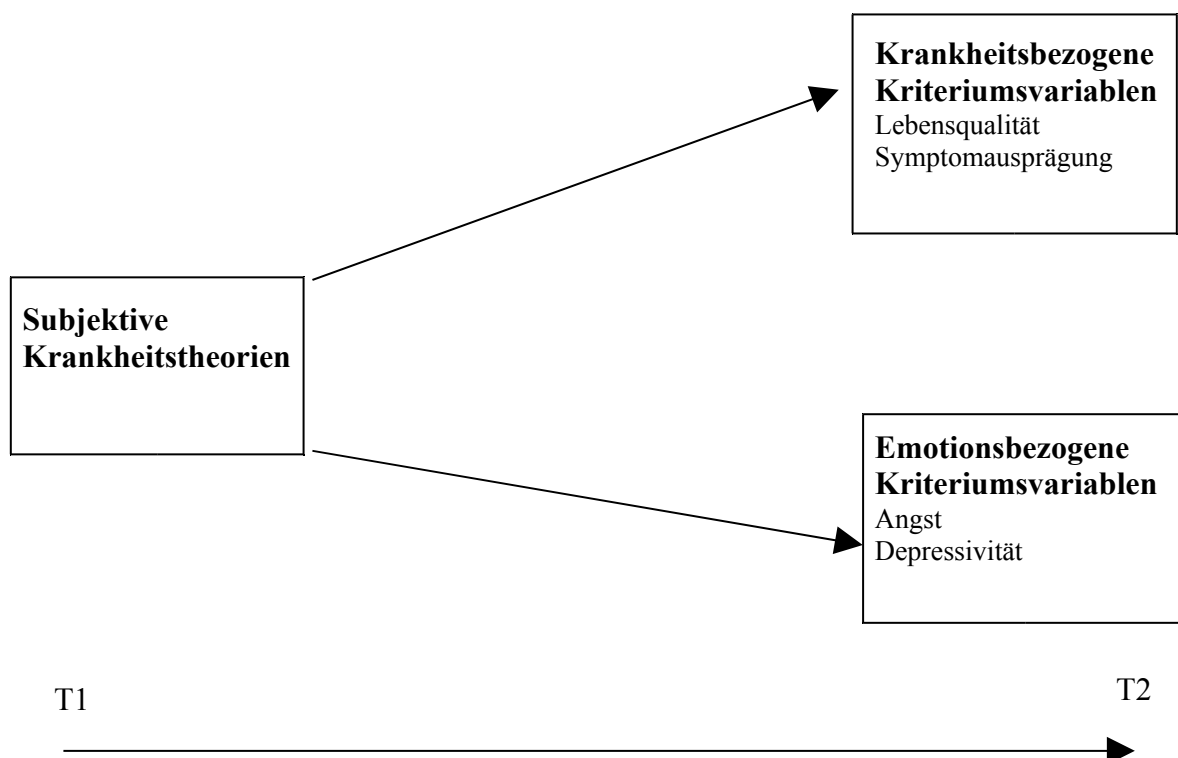 Krankheitsbezogene
Kriteriumsvariablen
Lebensqualität
Symptomausprägung
Subjektive
Krankheitstheorien
Emotionsbezogene
Kriteriumsvariablen
Angst
Depressivität
T1
T2